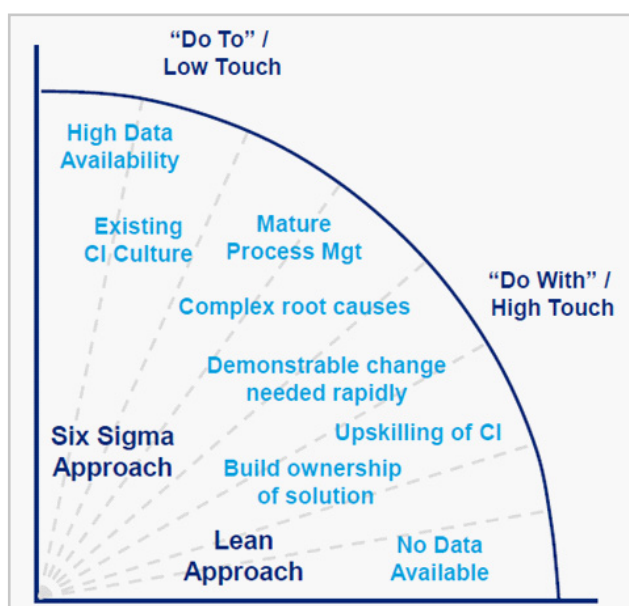 “Do To” /
Low Touch
High Data
Availability
Existing
CI Culture
Mature
Process Mgt
“Do With” /
High Touch
Complex root causes
Demonstrable change
needed rapidly
Six Sigma
Approach
Upskilling of CI
Build ownership
of solution
Lean
Approach
No Data
Available